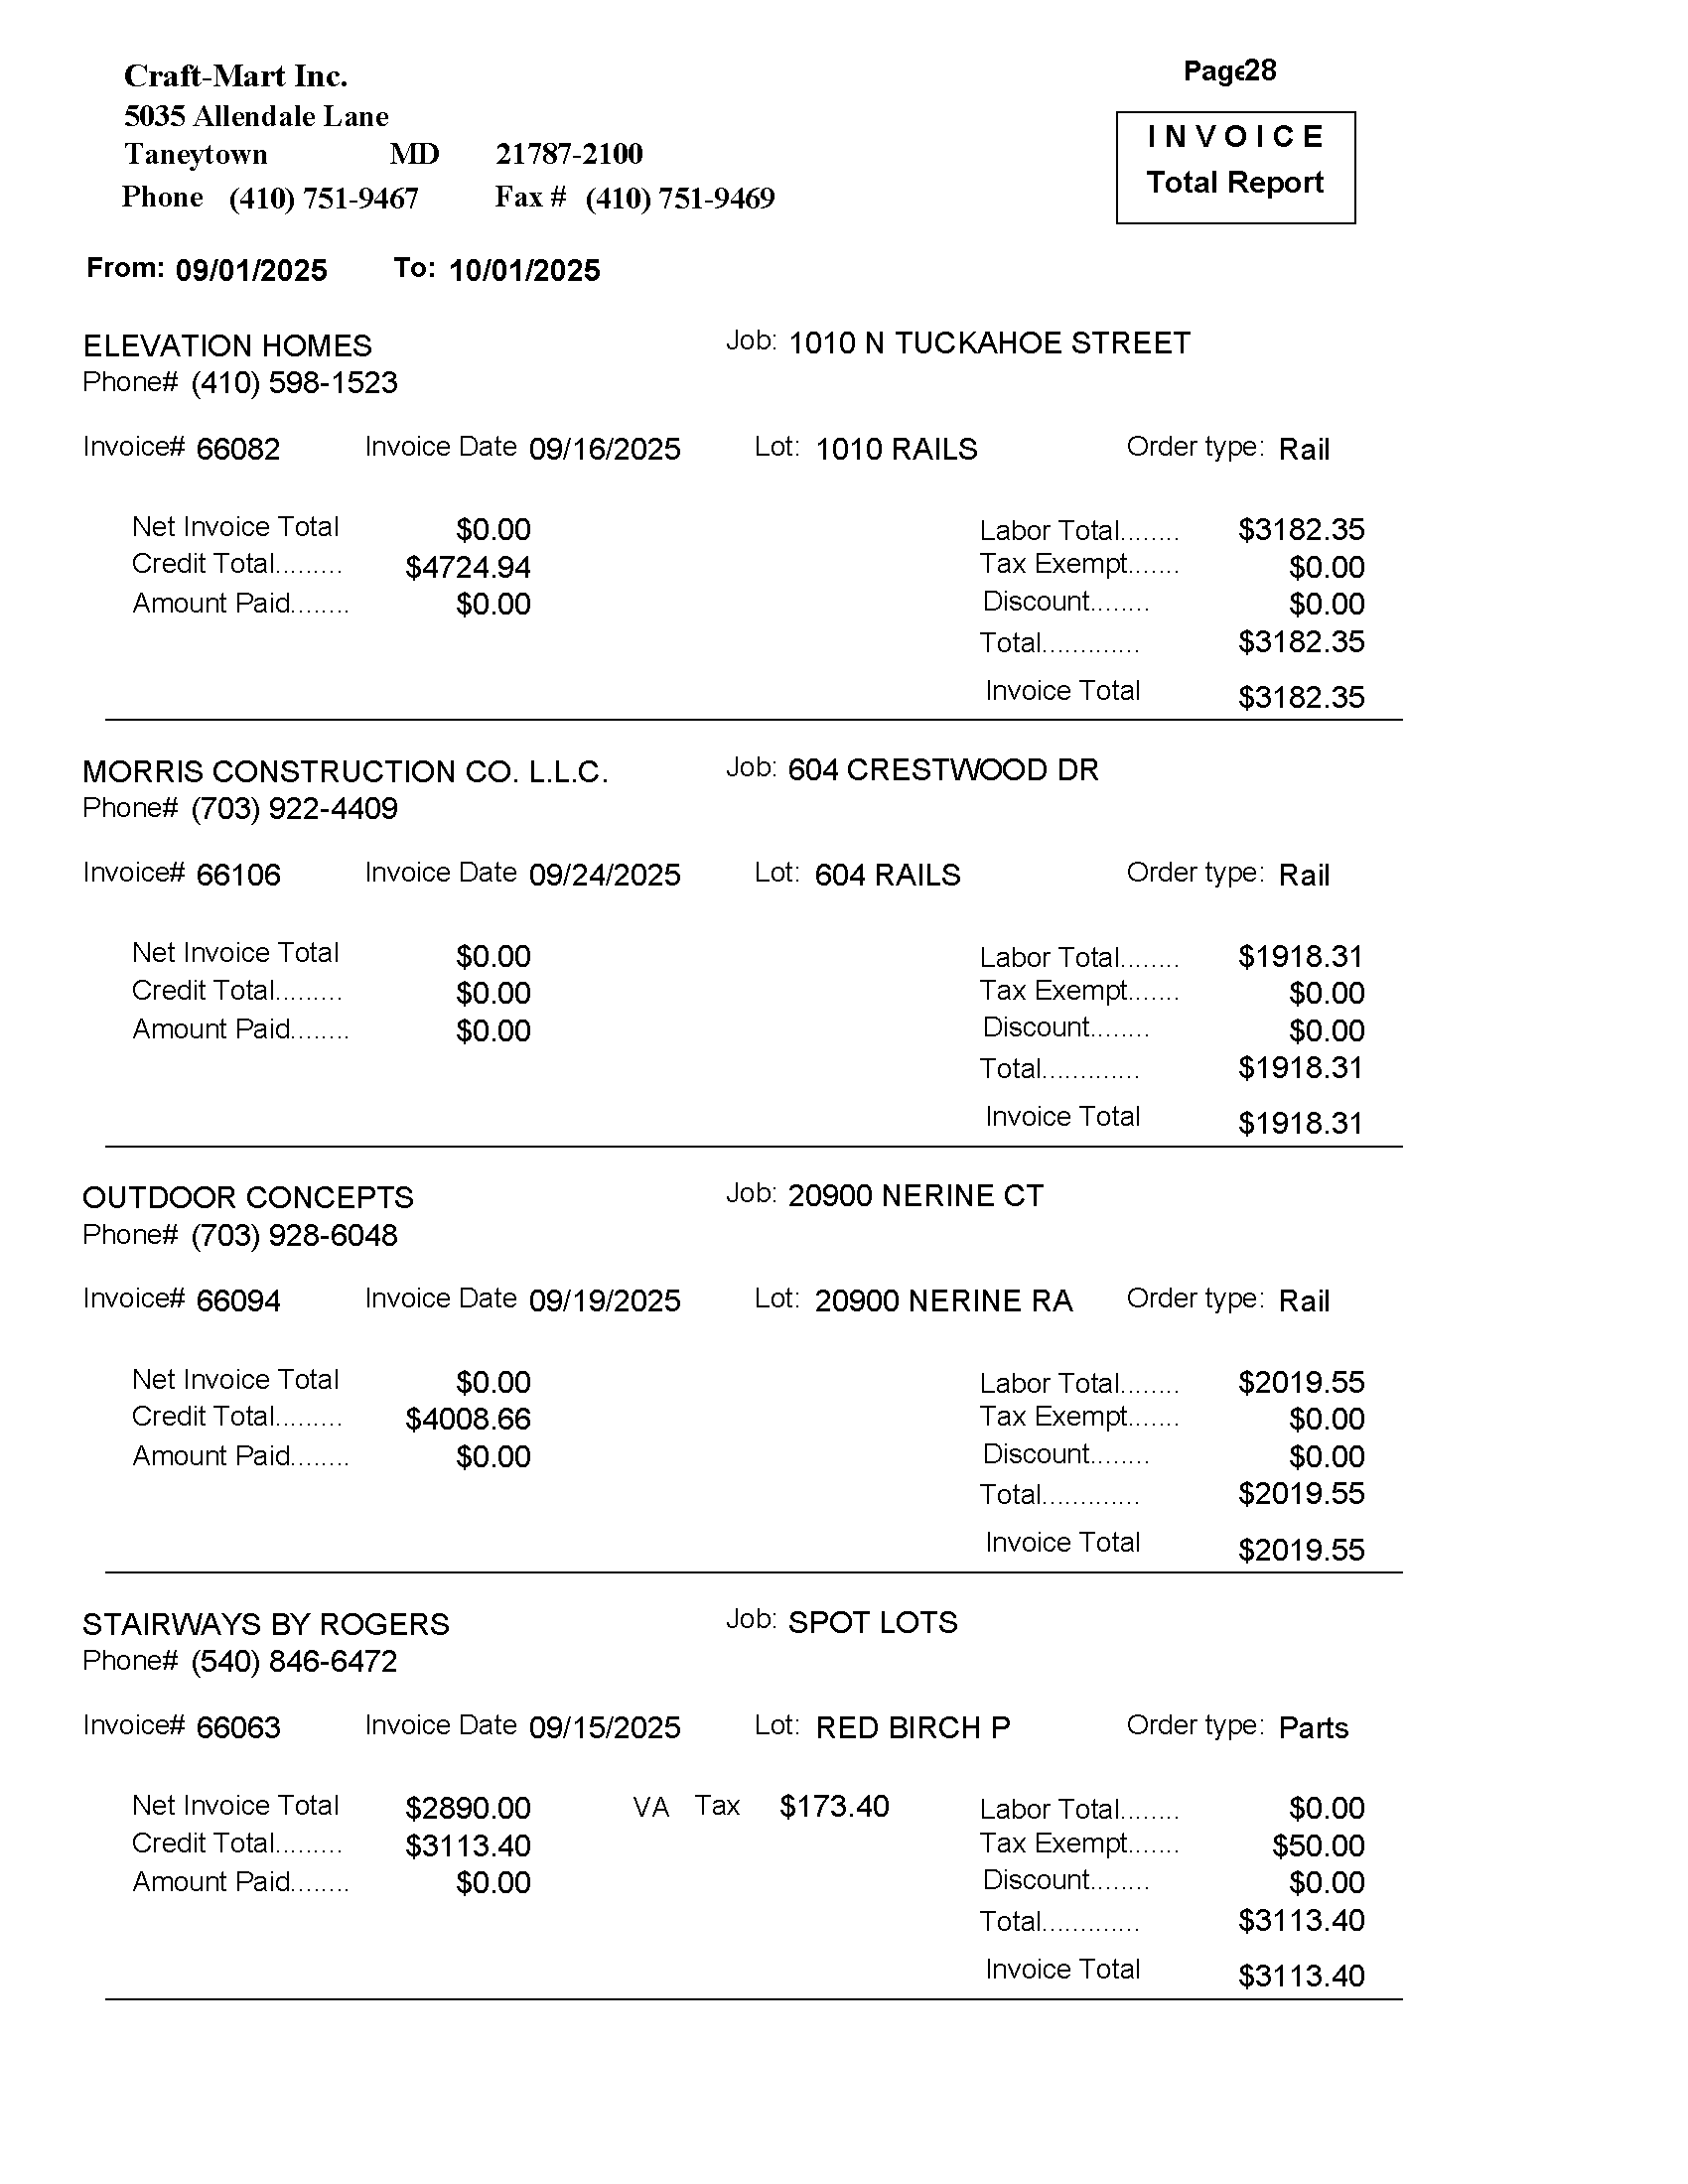 Craft-Mart Inc.
Page28
5035 Allendale Lane
INVOICE
Taneytown MD 21787-2100
Total Report
Phone (410) 751-9467 Fax # (410) 751-9469
From: 09/01/2025 To: 10/01/2025
ELEVATION HOMES Job: 1010 N TUCKAHOE STREET
Phone# (410) 598-1523
Invoice# 66082 Invoice Date 09/16/2025 Lot: 1010 RAILS Order type: Rail
Net Invoice Total $0.00 Labor Total........ $3182.35
Credit Total......... $4724.94 Tax Exempt....... $0.00
Amount Paid........ $0.00 Discount........ $0.00
Total............. $3182.35
Invoice Total $3182.35
MORRIS CONSTRUCTION CO. L.L.C. Job: 604 CRESTWOOD DR
Phone# (703) 922-4409
Invoice# 66106 Invoice Date 09/24/2025 Lot: 604 RAILS Order type: Rail
Net Invoice Total $0.00 Labor Total........ $1918.31
Credit Total......... $0.00 Tax Exempt....... $0.00
Amount Paid........ $0.00 Discount........ $0.00
Total............. $1918.31
Invoice Total $1918.31
OUTDOOR CONCEPTS Job: 20900 NERINE CT
Phone# (703) 928-6048
Invoice# 66094 Invoice Date 09/19/2025 Lot: 20900 NERINE RA Order type: Rail
Net Invoice Total $0.00 Labor Total........ $2019.55
Credit Total......... $4008.66 Tax Exempt....... $0.00
Amount Paid........ $0.00 Discount........ $0.00
Total............. $2019.55
Invoice Total $2019.55
STAIRWAYS BY ROGERS Job: SPOT LOTS
Phone# (540) 846-6472
Invoice# 66063 Invoice Date 09/15/2025 Lot: RED BIRCH P Order type: Parts
Net Invoice Total $2890.00 VA Tax $173.40 Labor Total........ $0.00
Credit Total......... $3113.40 Tax Exempt....... $50.00
Amount Paid........ $0.00 Discount........ $0.00
Total............. $3113.40
Invoice Total $3113.40